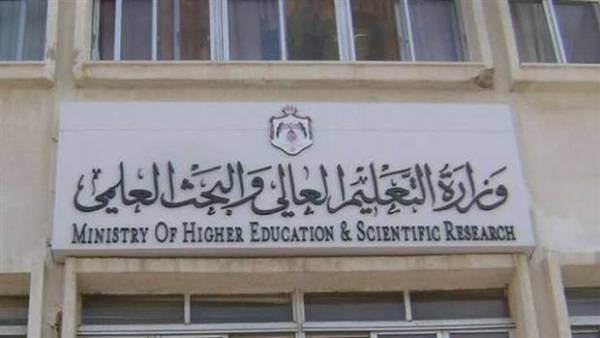 وزارة التعليم العالي والبحث العلمي
MINISTRY OF HIGHER EDUCATION & SCIENTIFIC RESEARCH